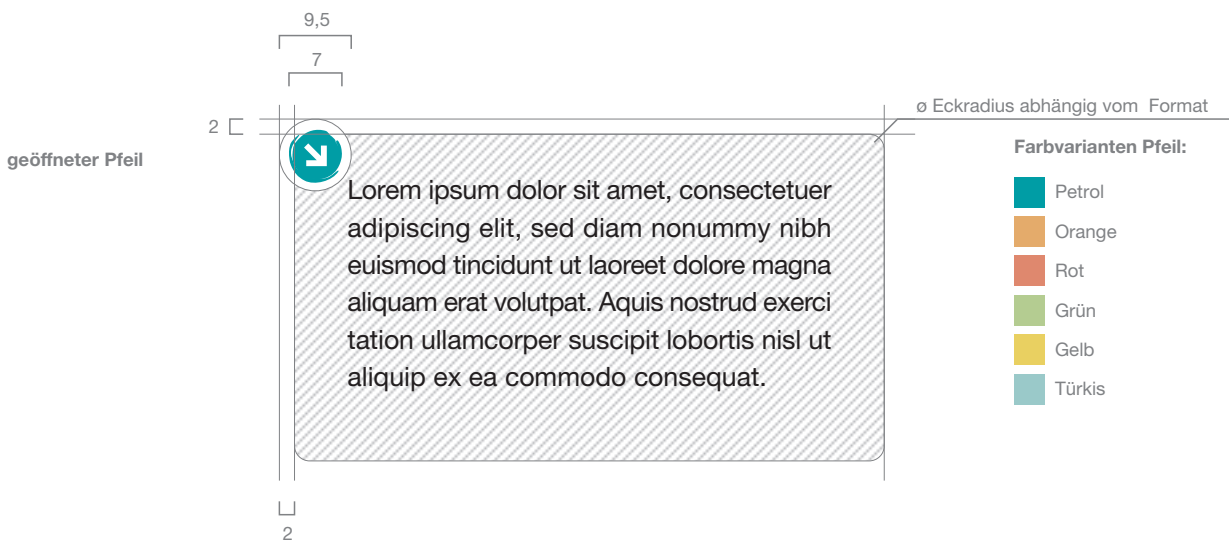 9,5
7
2
geöffneter Pfeil
ø Eckradius abhängig vom Format
Lorem ipsum dolor sit amet, consectetuer
adipiscing elit, sed diam nonummy nibh
euismod tincidunt ut laoreet dolore magna
aliquam erat volutpat. Aquis nostrud exerci
tation ullamcorper suscipit lobortis nisl ut
aliquip ex ea commodo consequat.
2
Farbvarianten Pfeil:
Petrol
Orange
Rot
Grün
Gelb
Türkis